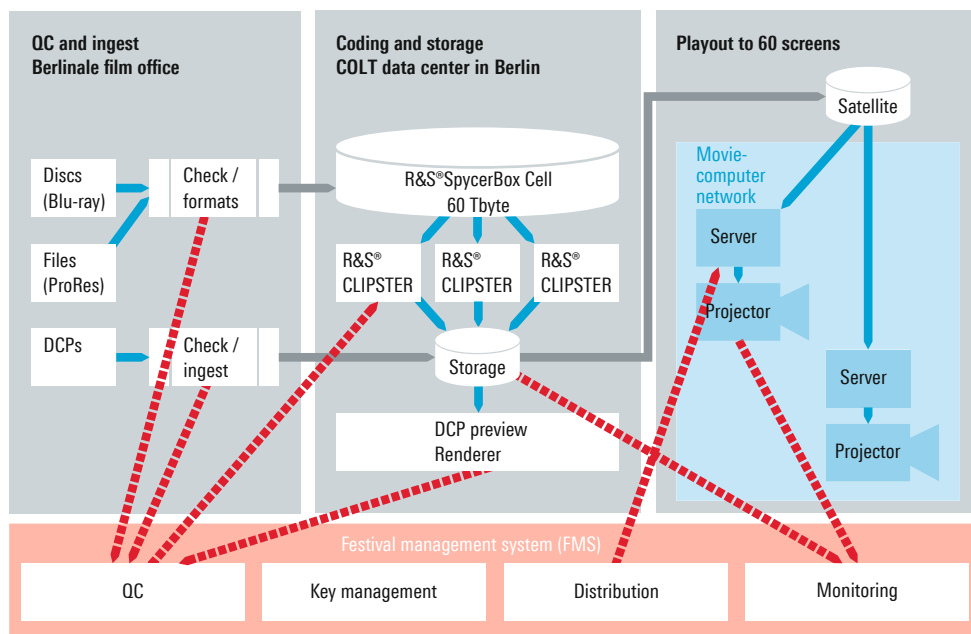 QC and ingest
Berlinale film office
Discs
(Blu-ray)
Check /
formats
Files
(ProRes)
DCPs
Check /
ingest
Coding and storage
COLT data center in Berlin
R&S®SpycerBox Cell
60 Tbyte
R&S®
CLIPSTER
R&S®
CLIPSTER
R&S®
CLIPSTER
Storage
DCP preview
Renderer
Playout to 60 screens
Satellite
Movie-
computer
network
Server
Projector
Server
Projector
Festival management system (FMS)
QC
Key management
Distribution
Monitoring